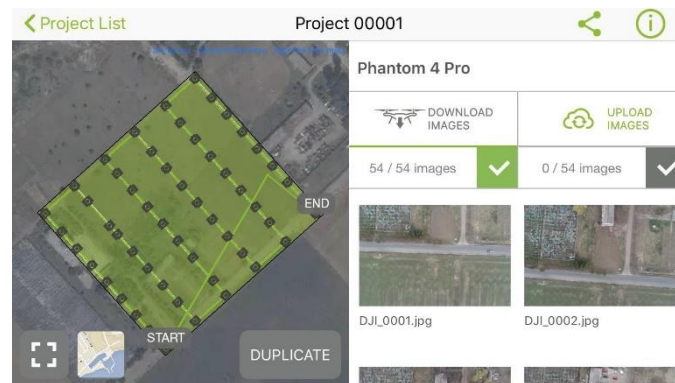 Project List
Project 00001
Phantom 4 Pro
DOWNLOAD
IMAGES
UPLOAD
IMAGES
54 / 54 images
0 / 54 images
END
START
DUPLICATE
DJI_0001.jpg
DJI_0002.jpg